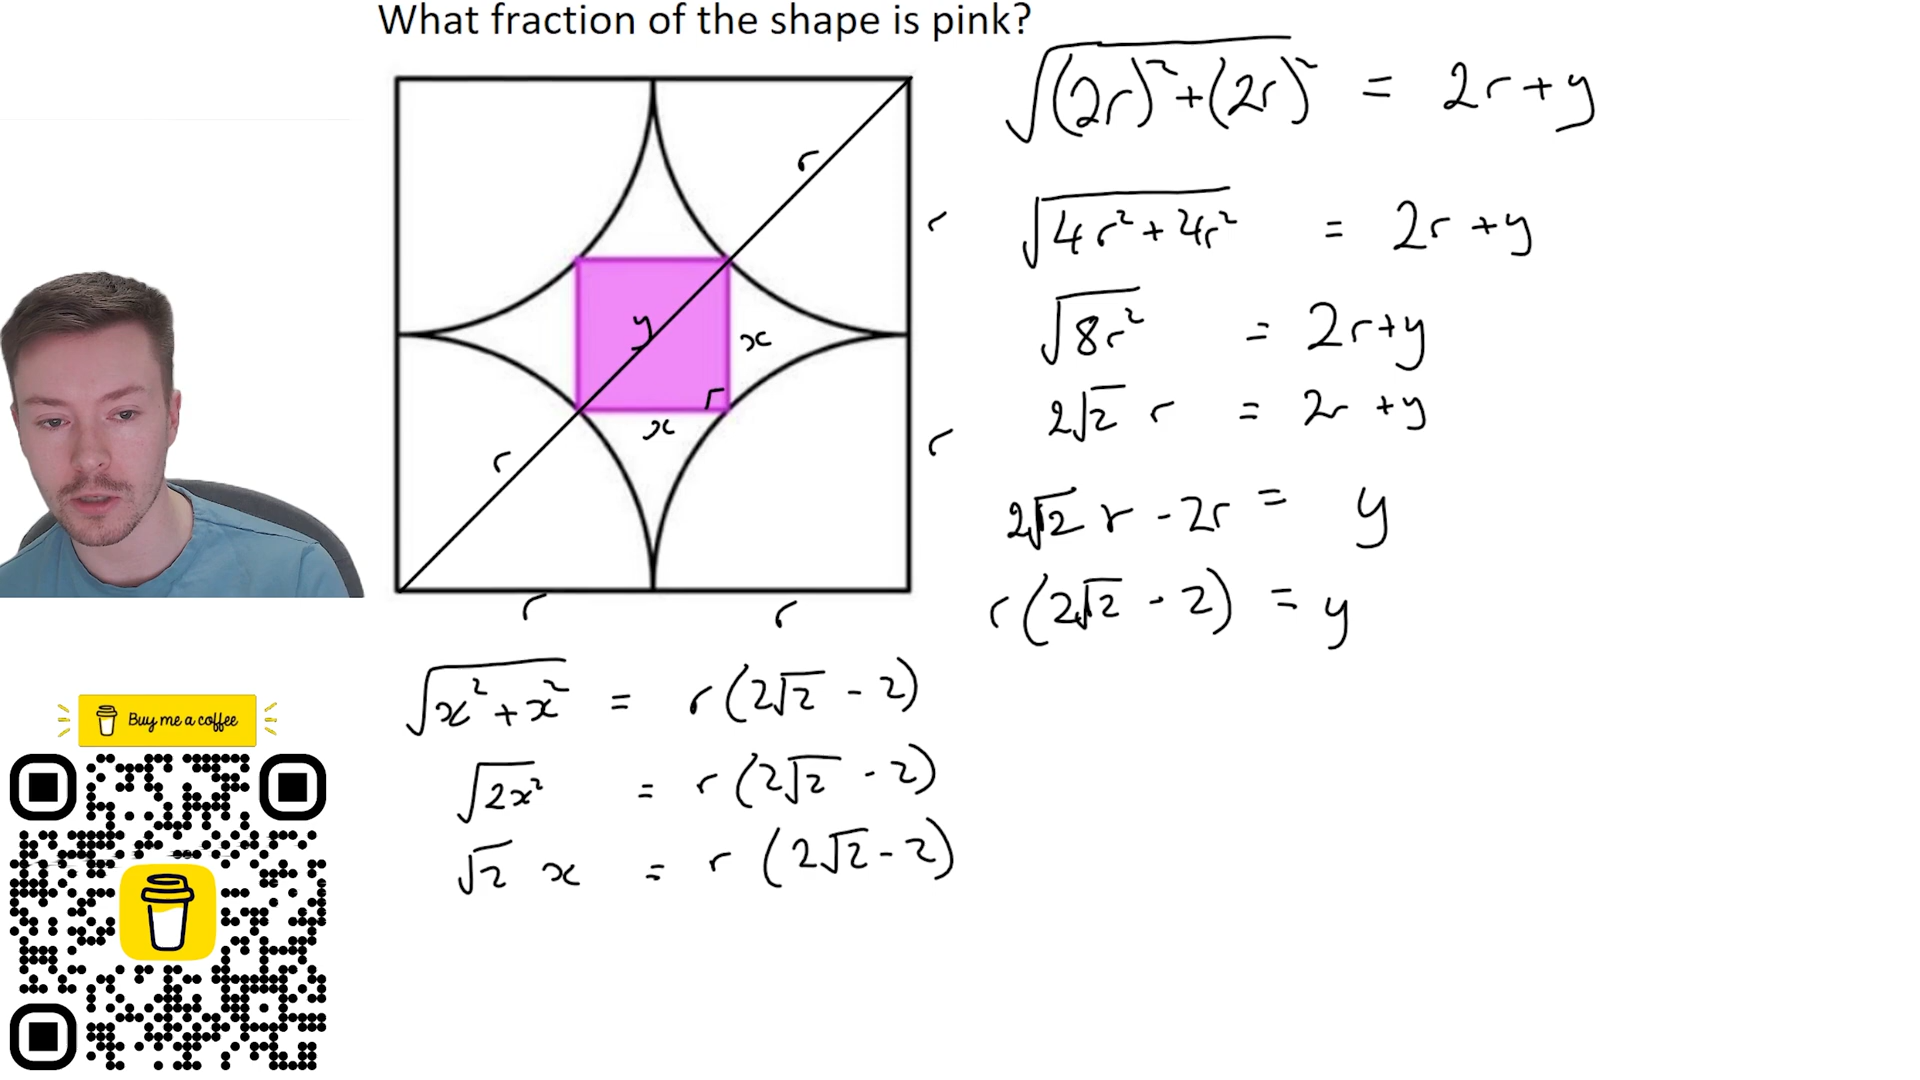 What fraction of the shape is pink?
√((2r)²+(2r)²) = 2r+y
√(4r²+4r²) = 2r+y
√(8r²) = 2r+y
2√2 r = 2r+y
2√2 r - 2r = y
r(2√2 - 2) = y
r
r
y
x
r
x
r
r
r
r
√(x²+x²) = r(2√2 - 2)
√(2x²) = r(2√2 - 2)
√2 x = r(2√2 - 2)
Buy me a coffee